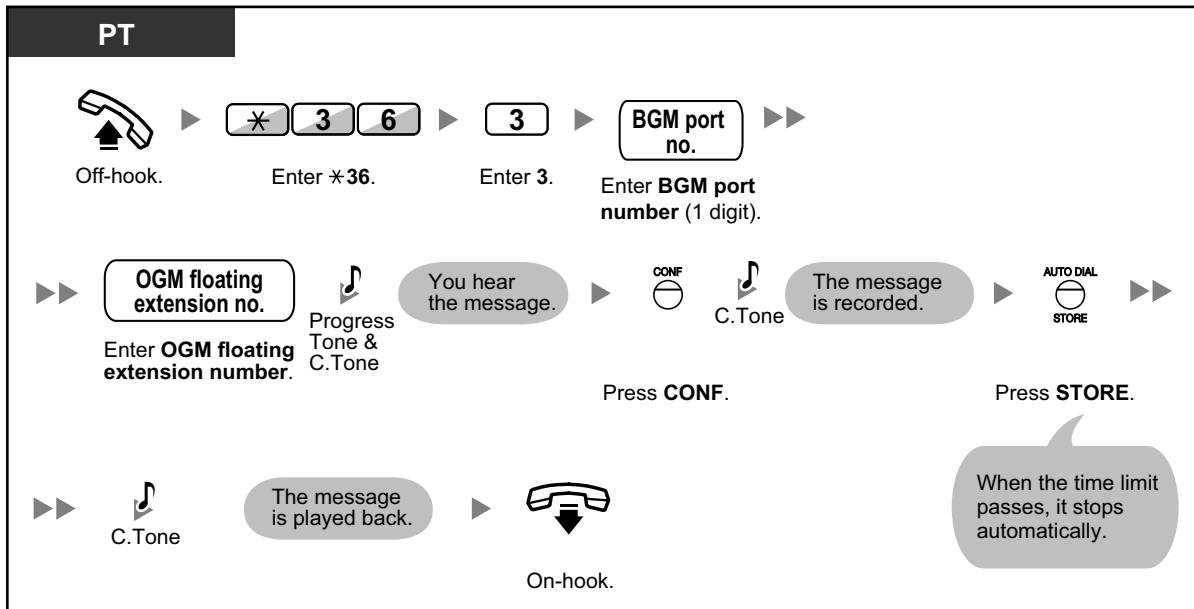 PT
✳ 3 6
3
BGM port
no.
Off-hook.
Enter ✳36.
Enter 3.
Enter BGM port
number (1 digit).
OGM floating
extension no.
Enter OGM floating
extension number.
Progress
Tone &
C.Tone
You hear
the message.
CONF
Press CONF.
C.Tone
The message
is recorded.
AUTO DIAL
STORE
Press STORE.
When the time limit
passes, it stops
automatically.
C.Tone
The message
is played back.
On-hook.